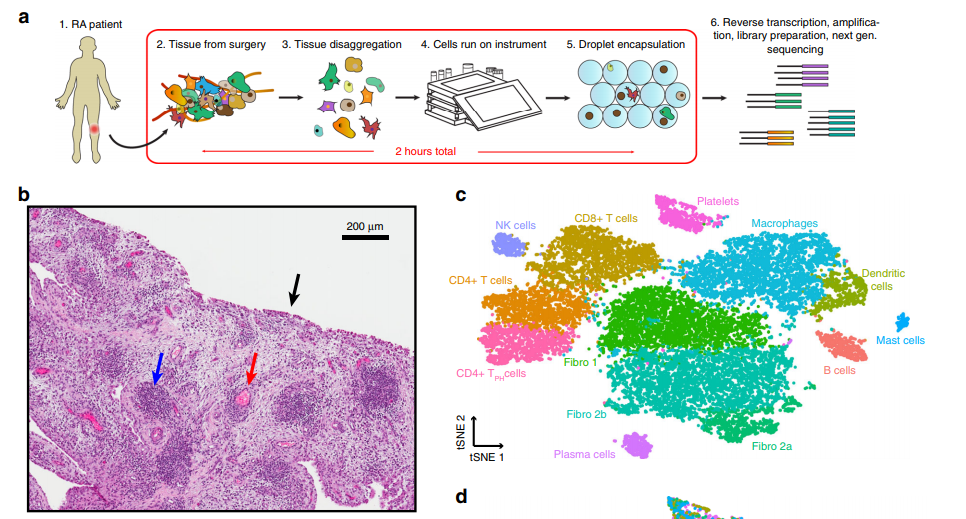 a
1. RA patient
2. Tissue from surgery
3. Tissue disaggregation
4. Cells run on instrument
5. Droplet encapsulation
6. Reverse transcription, amplifica-
tion, library preparation, next gen.
sequencing
2 hours total
b
200 μm
c
Platelets
NK cells
CD8+ T cells
Macrophages
CD4+ T cells
Dendritic
cells
Mast cells
B cells
Fibro 1
CD4+ TPHcells
Fibro 2b
Fibro 2a
Plasma cells
tSNE 2
tSNE 1
d